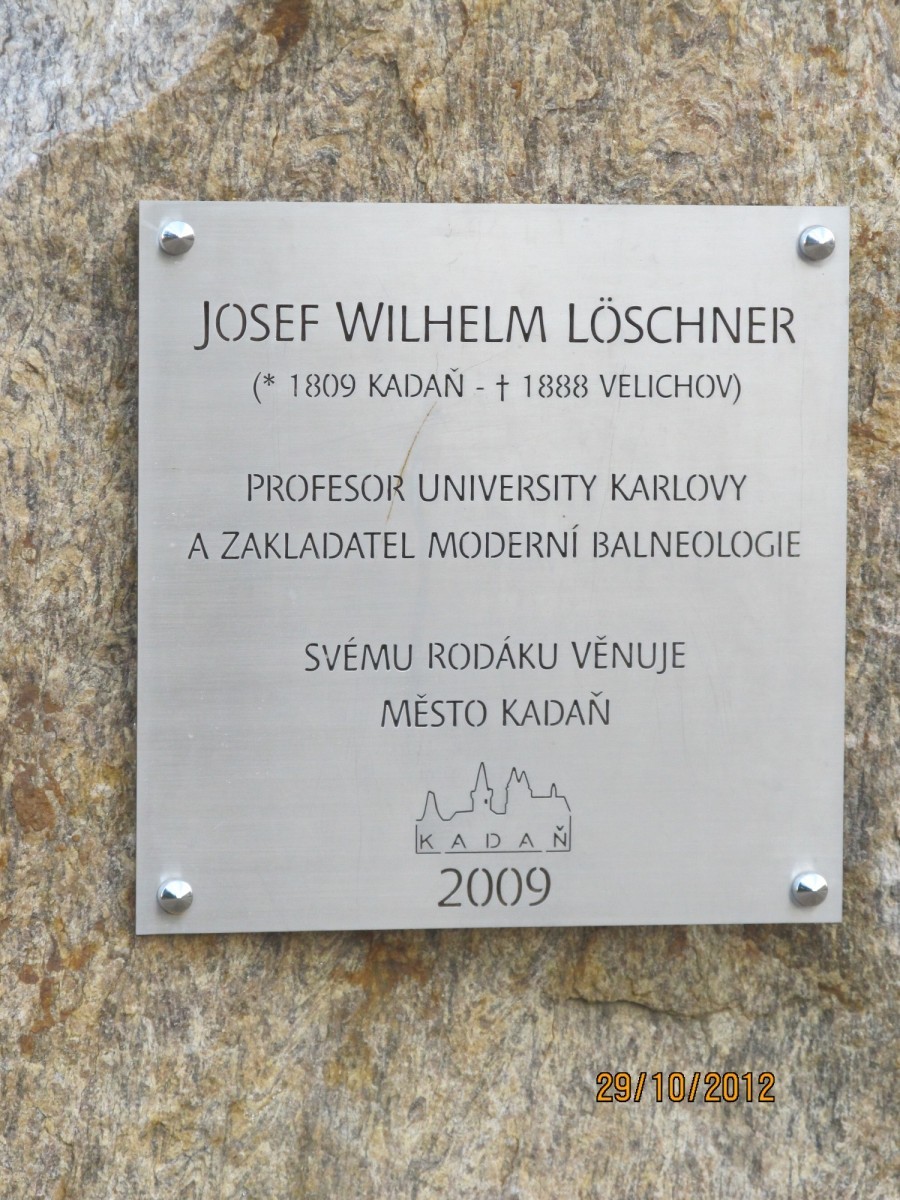 JOSEF WILHELM LÖSCHNER
(* 1809 KADAŇ - † 1888 VELICHOV)
PROFESOR UNIVERSITY KARLOVY
A ZAKLADATEL MODERNÍ BALNEOLOGIE
SVÉMU RODÁKU VĚNUJE
MĚSTO KADAŇ
KADAŇ
2009
29/10/2012